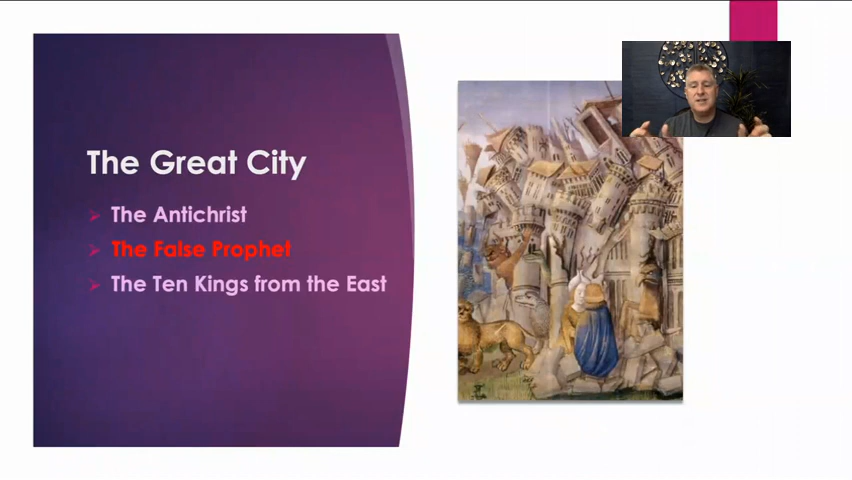 The Great City
The Antichrist
The False Prophet
The Ten Kings from the East